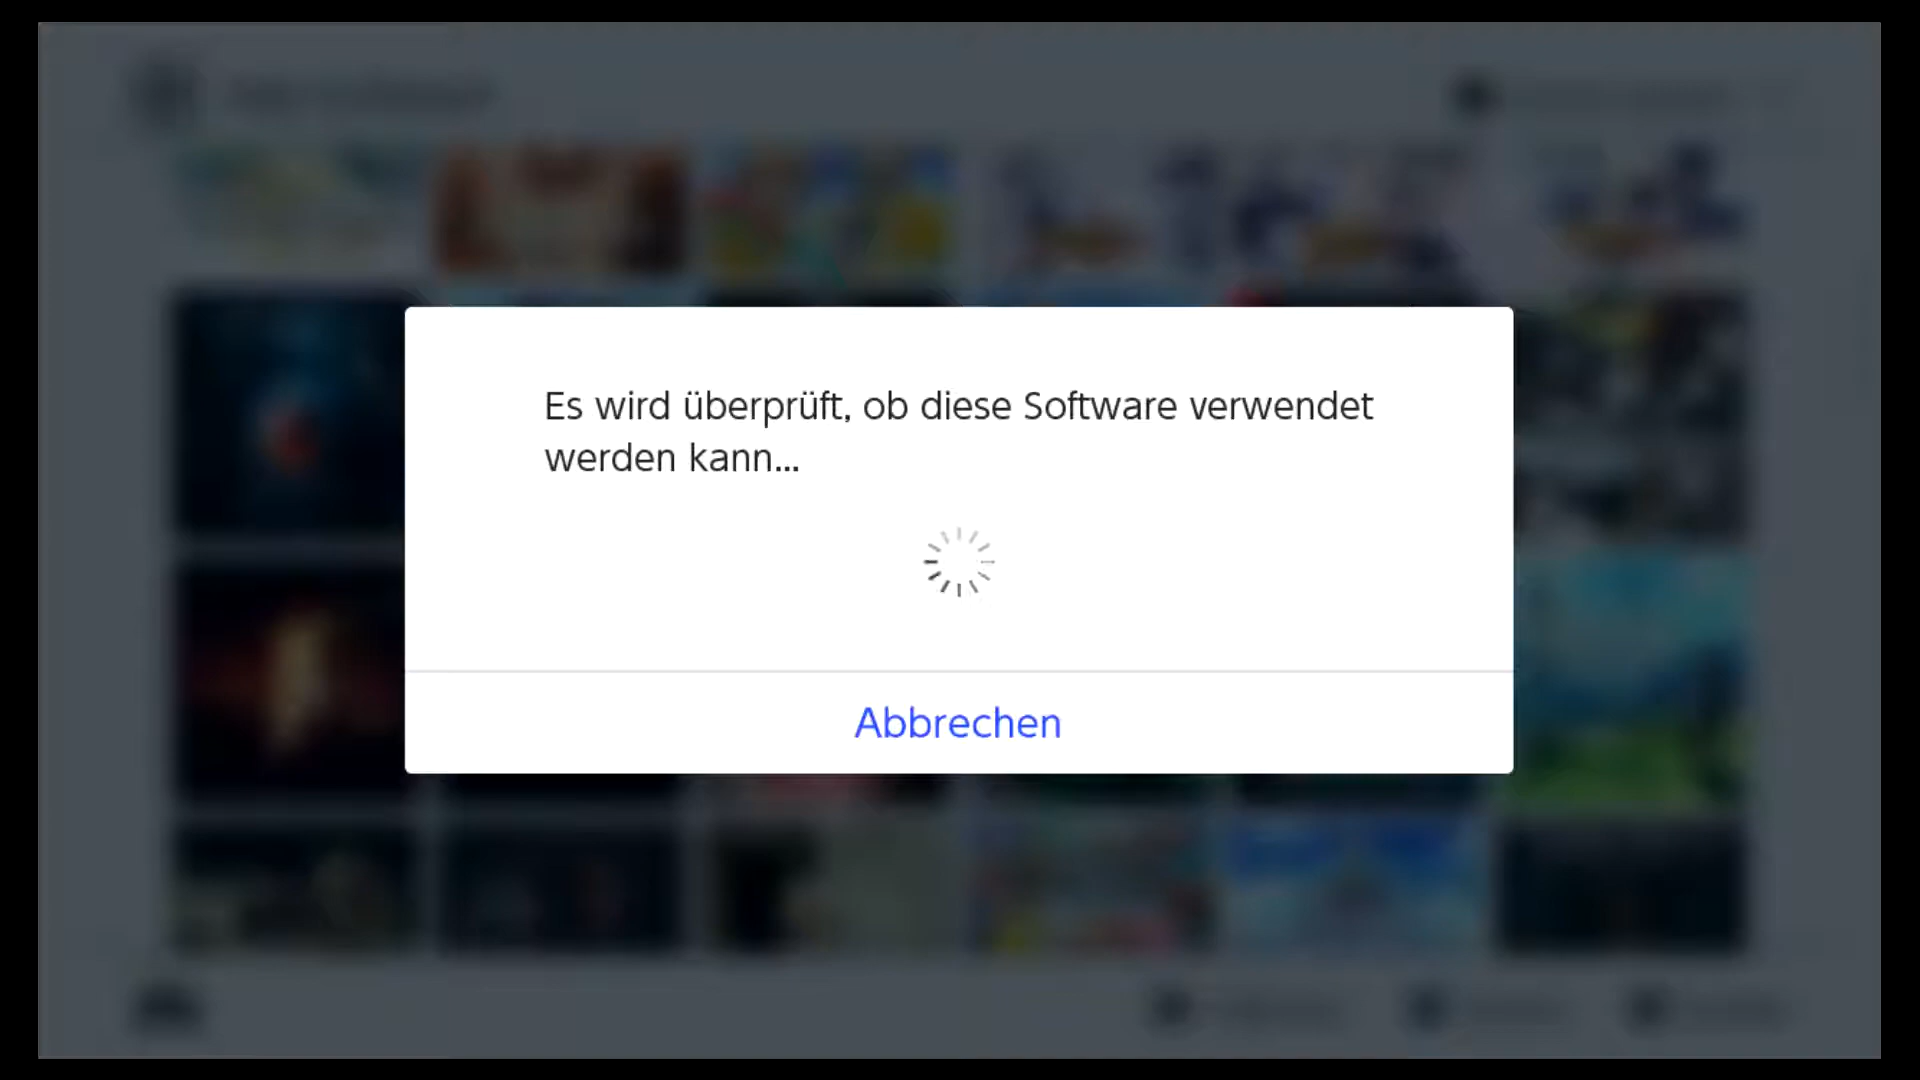 Es wird überprüft, ob diese Software verwendet
werden kann...
Abbrechen